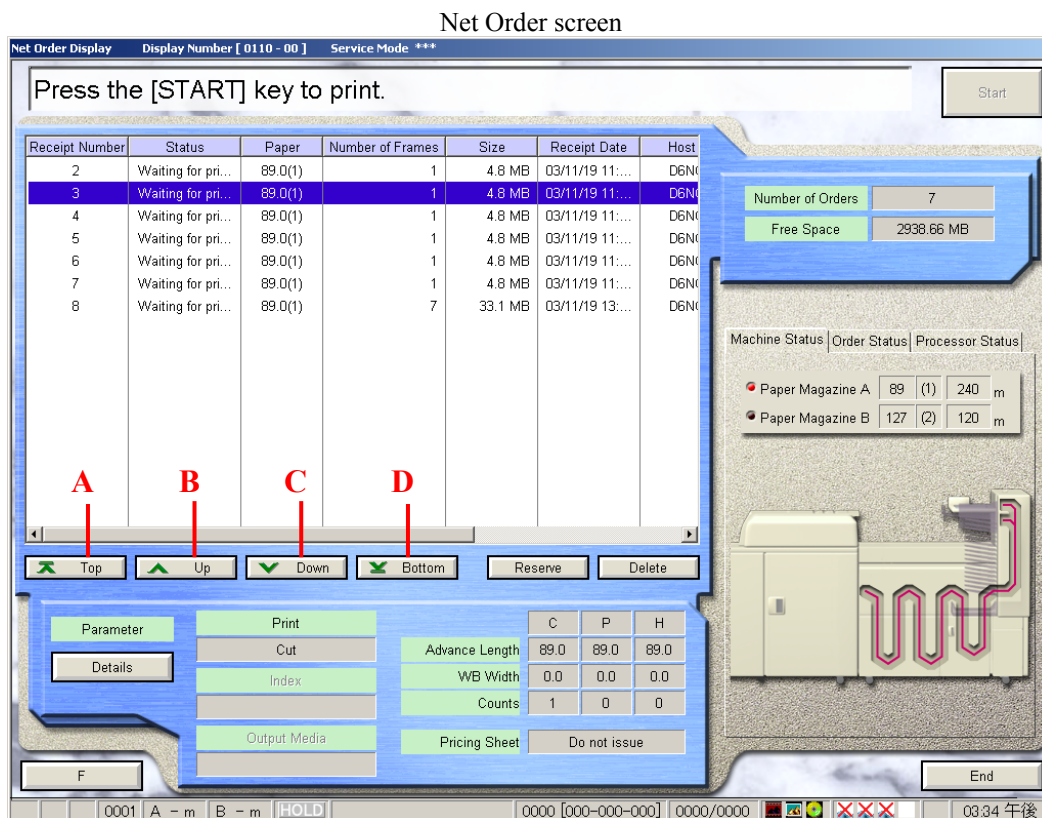 Net Order screen
Net Order Display Display Number [ 0110 - 00 ] Service Mode ***
Press the [START] key to print.
Start
Receipt Number Status Paper Number of Frames Size Receipt Date Host
2 Waiting for pri... 89.0(1) 1 4.8 MB 03/11/19 11:... D6N
3 Waiting for pri... 89.0(1) 1 4.8 MB 03/11/19 11:... D6N
4 Waiting for pri... 89.0(1) 1 4.8 MB 03/11/19 11:... D6N
5 Waiting for pri... 89.0(1) 1 4.8 MB 03/11/19 11:... D6N
6 Waiting for pri... 89.0(1) 1 4.8 MB 03/11/19 11:... D6N
7 Waiting for pri... 89.0(1) 1 4.8 MB 03/11/19 11:... D6N
8 Waiting for pri... 89.0(1) 7 33.1 MB 03/11/19 13:... D6N
Number of Orders 7
Free Space 2938.66 MB
Machine Status Order Status Processor Status
Paper Magazine A 89 (1) 240 m
Paper Magazine B 127 (2) 120 m
A B C D
Top Up Down Bottom Reserve Delete
Parameter
Details
Print
Cut
Index
Output Media
C P H
Advance Length 89.0 89.0 89.0
WB Width 0.0 0.0 0.0
Counts 1 0 0
Pricing Sheet Do not issue
F
End
0001 A - m B - m HOLD 0000 [000-000-000] 0000/0000 03:34 午後